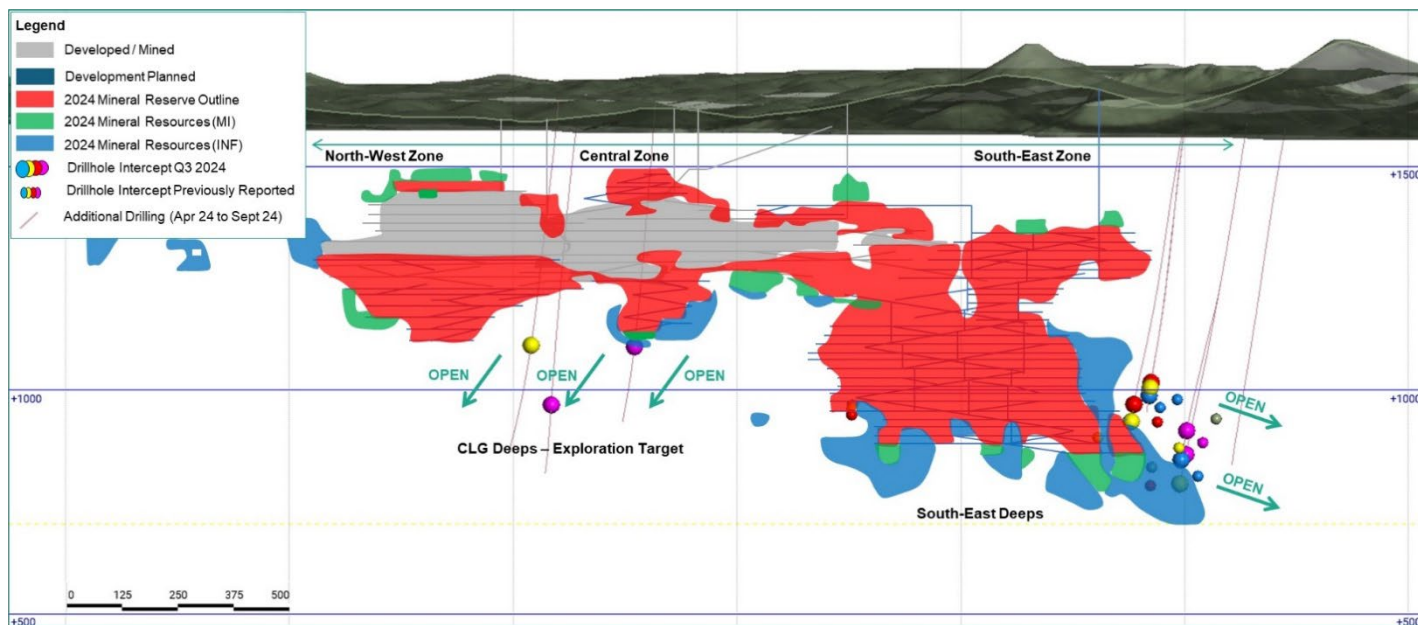 Legend
Developed / Mined
Development Planned
2024 Mineral Reserve Outline
2024 Mineral Resources (MI)
2024 Mineral Resources (INF)
Drillhole Intercept Q3 2024
Drillhole Intercept Previously Reported
Additional Drilling (Apr 24 to Sept 24)
North-West Zone
Central Zone
South-East Zone
+1500
OPEN
OPEN
OPEN
+1000
+1000
OPEN
CLG Deeps – Exploration Target
OPEN
South-East Deeps
0 125 250 375 500
+500
+500